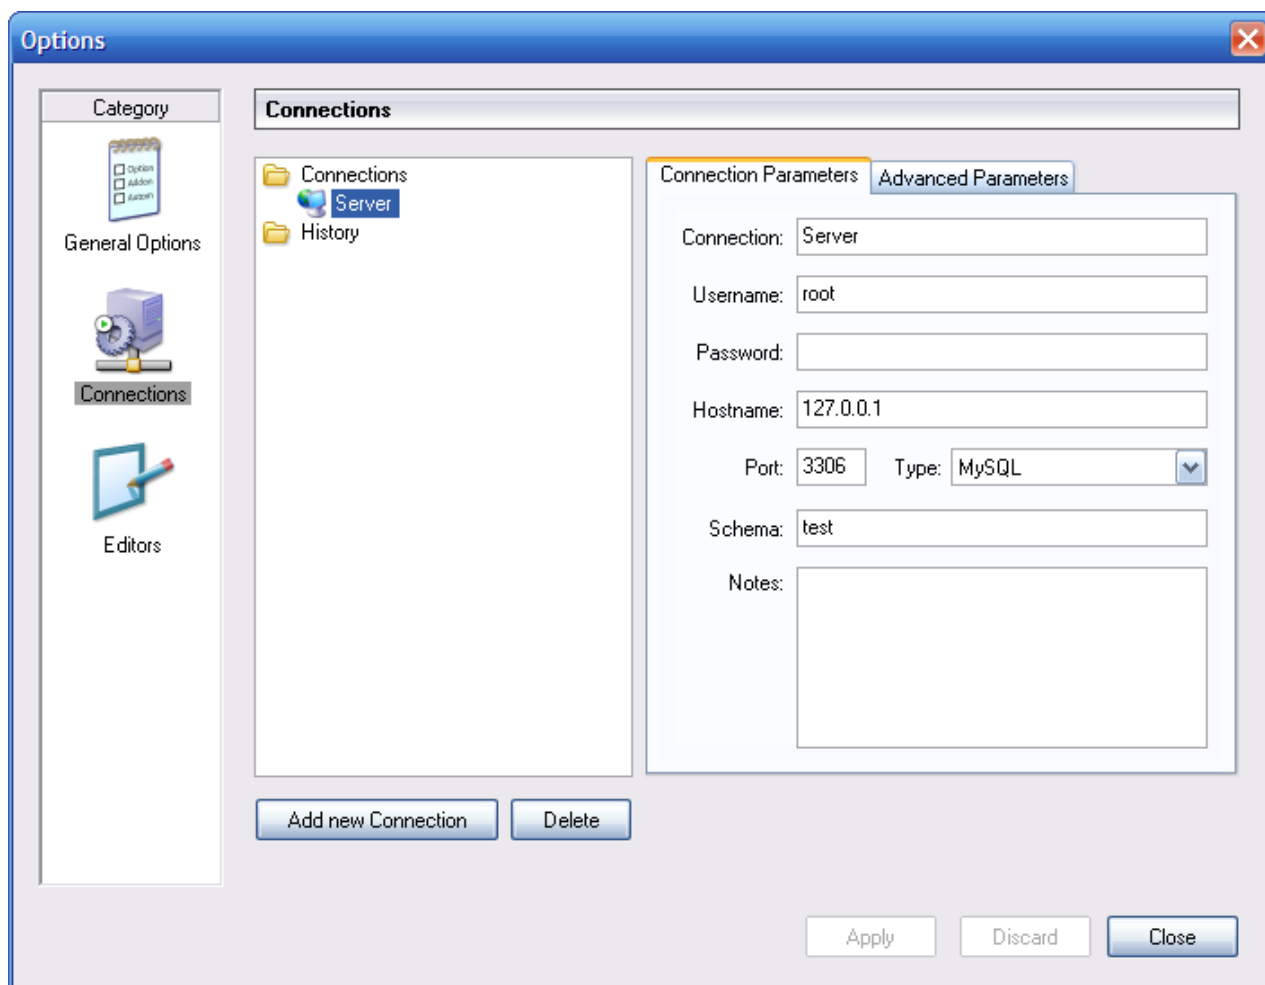 Options
Category
Option
Addon
General Options
Connections
Editors
Connections
Connections
Server
History
Add new Connection
Delete
Connection Parameters
Advanced Parameters
Connection: Server
Username: root
Password:
Hostname: 127.0.0.1
Port: 3306 Type: MySQL
Schema: test
Notes:
Apply
Discard
Close